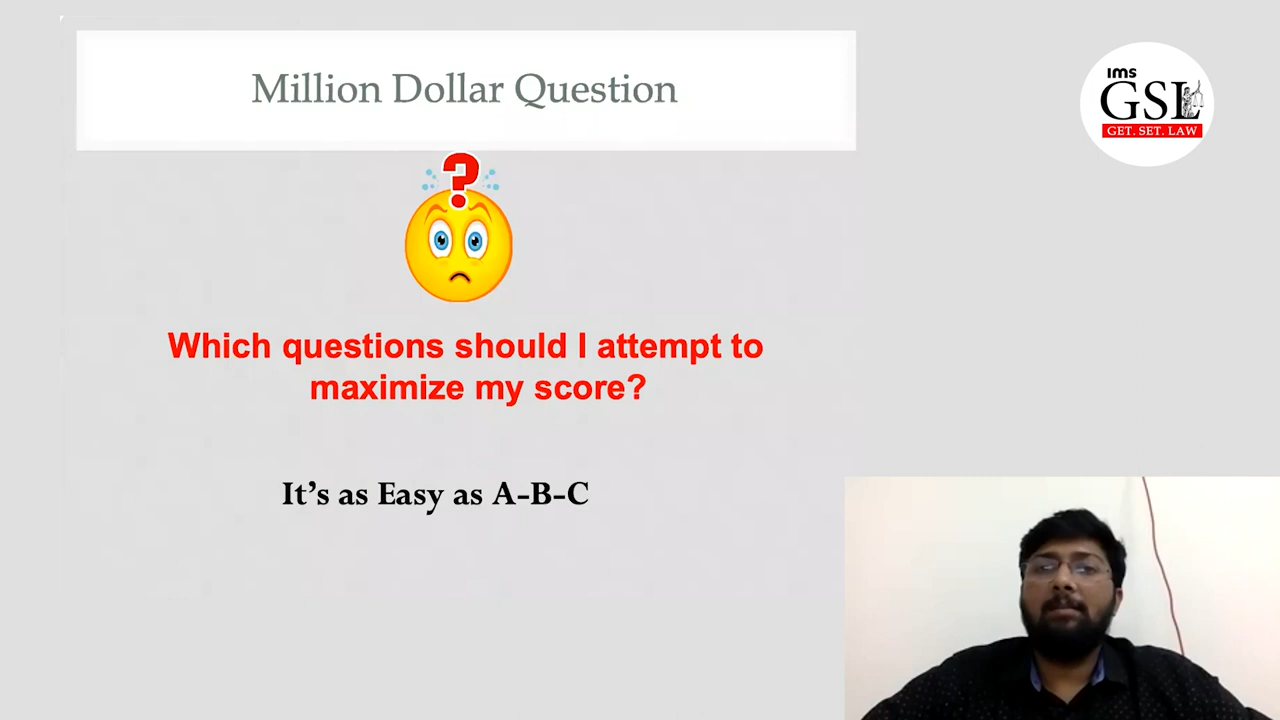 Million Dollar Question
ims
GSL
GET. SET. LAW
?
Which questions should I attempt to
maximize my score?
It's as Easy as A-B-C